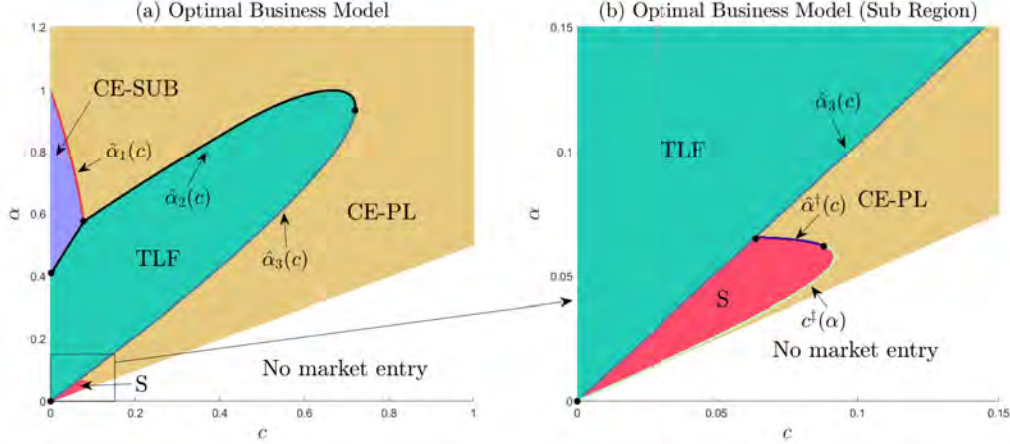 (a) Optimal Business Model
1.2
1
0.8
0.6
0.4
0.2
0
α
0
0.2
0.4
0.6
0.8
1
c
CE-SUB
α̂₁(c)
α̂₂(c)
CE-PL
TLF
α̂₃(c)
No market entry
S
(b) Optimal Business Model (Sub Region)
0.15
0.1
0.05
0
α
0
0.05
0.1
0.15
c
α̂₃(c)
TLF
CE-PL
α̂†(c)
S
c‡(α)
No market entry